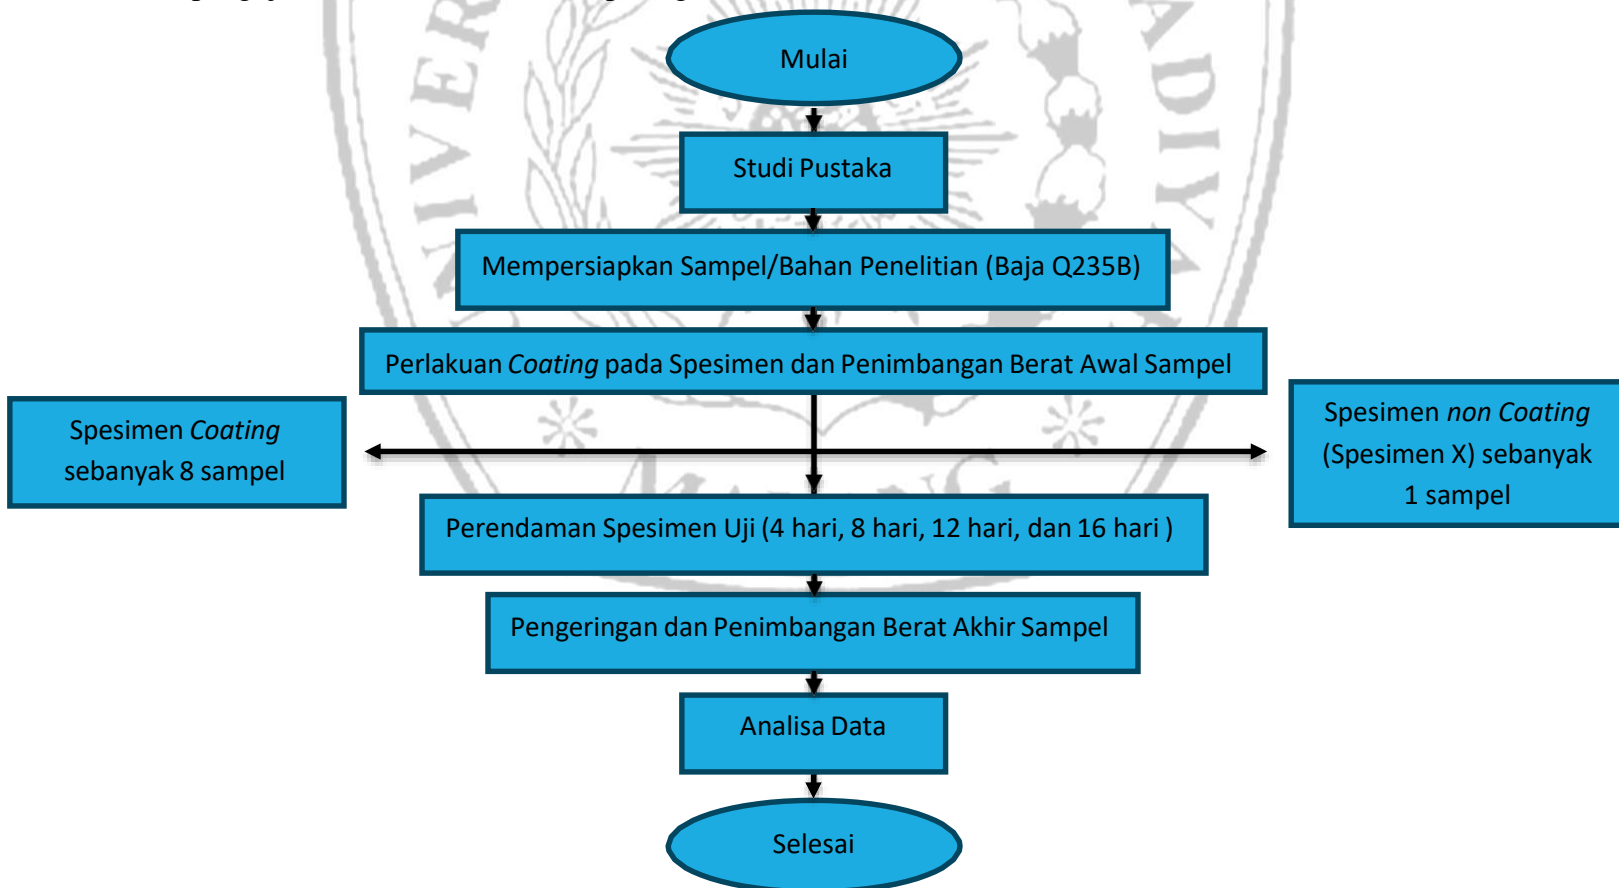 Mulai
Studi Pustaka
Mempersiapkan Sampel/Bahan Penelitian (Baja Q235B)
Perlakuan Coating pada Spesimen dan Penimbangan Berat Awal Sampel
Spesimen Coating
sebanyak 8 sampel
Spesimen non Coating
(Spesimen X) sebanyak
1 sampel
Perendaman Spesimen Uji (4 hari, 8 hari, 12 hari, dan 16 hari )
Pengeringan dan Penimbangan Berat Akhir Sampel
Analisa Data
Selesai